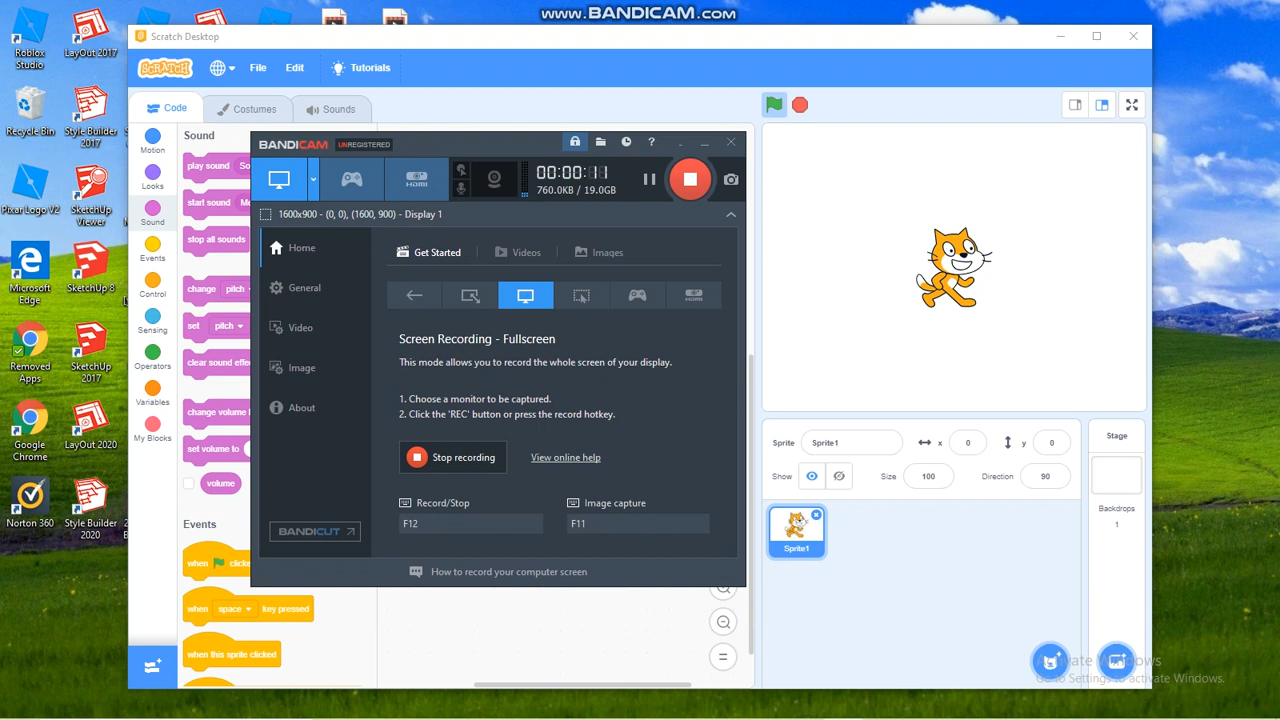 www.BANDICAM.com
Roblox Studio
LayOut 2017
Recycle Bin
Style Builder 2017
Pixar Logo V2
SketchUp Viewer
Microsoft Edge
SketchUp 8
Removed Apps
SketchUp 2017
Google Chrome
LayOut 2020
Norton 360
Style Builder 2020
Scratch Desktop
SCRATCH
File
Edit
Tutorials
Code
Costumes
Sounds
Motion
Looks
Sound
Events
Control
Sensing
Operators
Variables
My Blocks
Sound
play sound
start sound
stop all sounds
change pitch
set pitch
clear sound
change volume
set volume to
volume
Events
when
when space key pressed
when this sprite clicked
BANDICAM UNREGISTERED
HDMI
00:00:11
760.0KB / 19.0GB
1600x900 - (0, 0), (1600, 900) - Display 1
Home
General
Video
Image
About
BANDICUT
Get Started
Videos
Images
HDMI
Screen Recording - Fullscreen
This mode allows you to record the whole screen of your display.
1. Choose a monitor to be captured.
2. Click the 'REC' button or press the record hotkey.
Stop recording
View online help
Record/Stop
F12
Image capture
F11
How to record your computer screen
Sprite Sprite1 x 0 y 0
Show Size 100 Direction 90
Sprite1
Stage
Backdrops
1
Activate Windows
Go to Settings to activate Windows.